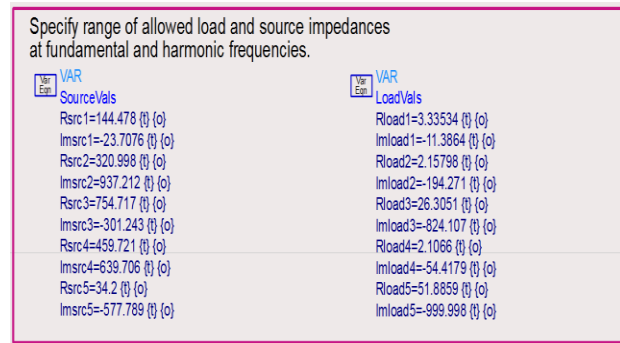 Specify range of allowed load and source impedances
at fundamental and harmonic frequencies.
Var
Eqn
VAR
SourceVals
Rsrc1=144.478 {t} {o}
Imsrc1=-23.7076 {t} {o}
Rsrc2=320.998 {t} {o}
Imsrc2=937.212 {t} {o}
Rsrc3=754.717 {t} {o}
Imsrc3=-301.243 {t} {o}
Rsrc4=459.721 {t} {o}
Imsrc4=639.706 {t} {o}
Rsrc5=34.2 {t} {o}
Imsrc5=-577.789 {t} {o}
Var
Eqn
VAR
LoadVals
Rload1=3.33534 {t} {o}
Imload1=-11.3864 {t} {o}
Rload2=2.15798 {t} {o}
Imload2=-194.271 {t} {o}
Rload3=26.3051 {t} {o}
Imload3=-824.107 {t} {o}
Rload4=2.1066 {t} {o}
Imload4=-54.4179 {t} {o}
Rload5=51.8859 {t} {o}
Imload5=-999.998 {t} {o}